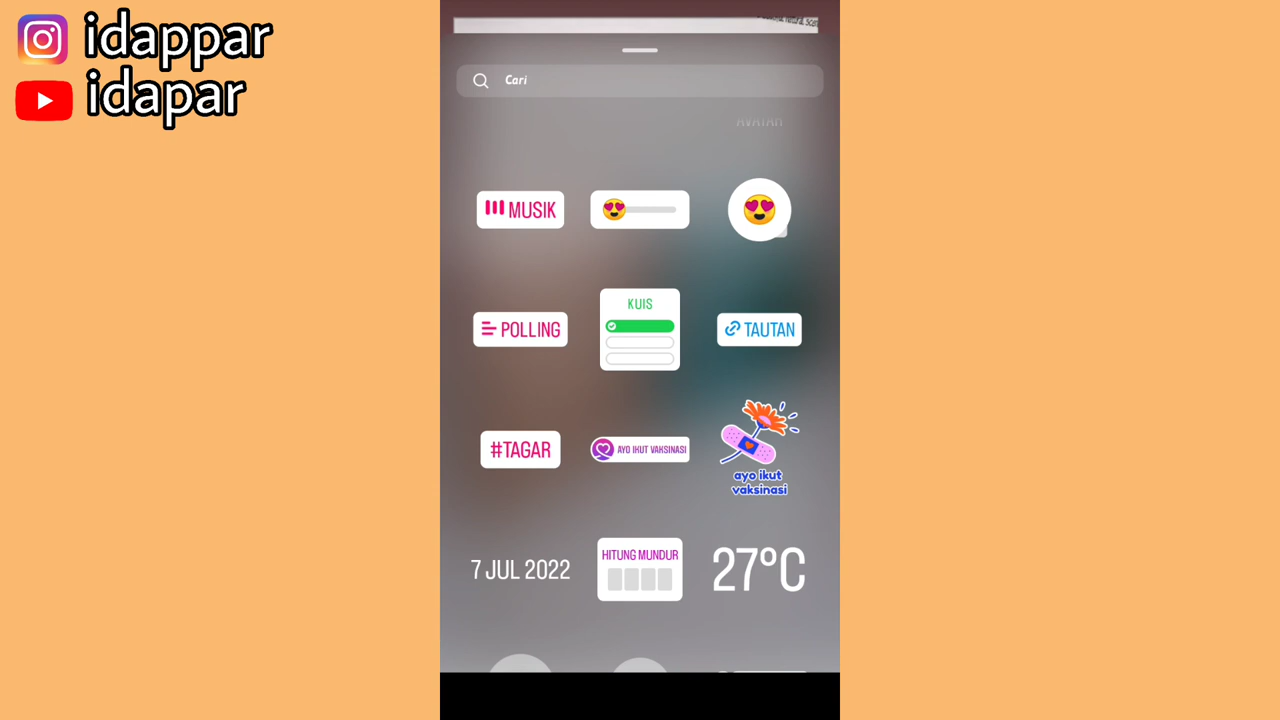 idappar
idapar
Cari
AVATAR
MUSIK
POLLING
KUIS
TAUTAN
#TAGAR
AYO IKUT VAKSINASI
ayo ikut
vaksinasi
7 JUL 2022
HITUNG MUNDUR
27°C